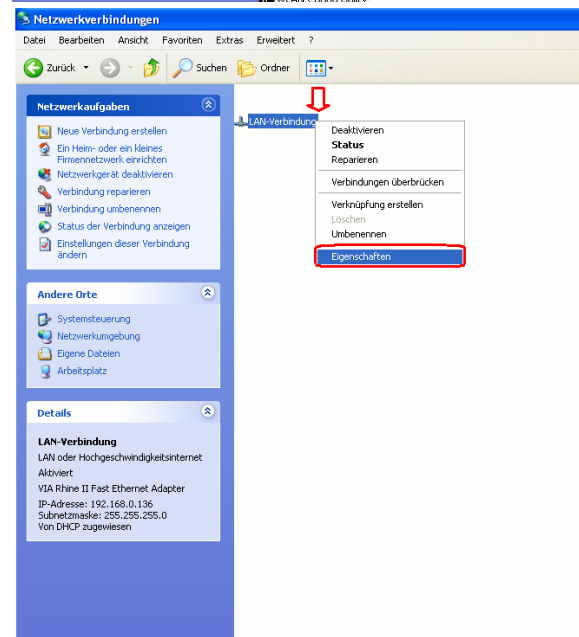 Netzwerkverbindungen
Datei Bearbeiten Ansicht Favoriten Extras Erweitert ?
Zurück Suchen Ordner
Netzwerkaufgaben
Neue Verbindung erstellen
Ein Heim- oder ein kleines
Firmennetzwerk einrichten
Netzwerkgerät deaktivieren
Verbindung reparieren
Verbindung umbenennen
Status der Verbindung anzeigen
Einstellungen dieser Verbindung
ändern
Andere Orte
Systemsteuerung
Netzwerkumgebung
Eigene Dateien
Arbeitsplatz
Details
LAN-Verbindung
LAN oder Hochgeschwindigkeitsinternet
Aktiviert
VIA Rhine II Fast Ethernet Adapter
IP-Adresse: 192.168.0.136
Subnetzmaske: 255.255.255.0
Von DHCP zugewiesen
LAN-Verbindung
Deaktivieren
Status
Reparieren
Verbindungen überbrücken
Verknüpfung erstellen
Löschen
Umbenennen
Eigenschaften